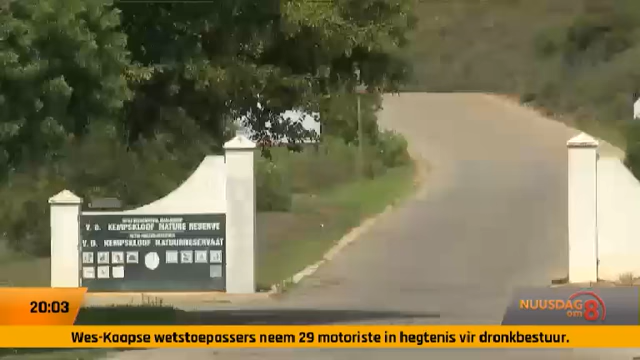 V. D. KEMPSKLOOF NATURE RESERVE
V. D. KEMPSKLOOF NATUURRESERVAAT
20:03
NUUSDAG
om 8
Wes-Kaapse wetstoepassers neem 29 motoriste in hegtenis vir dronkbestuur.